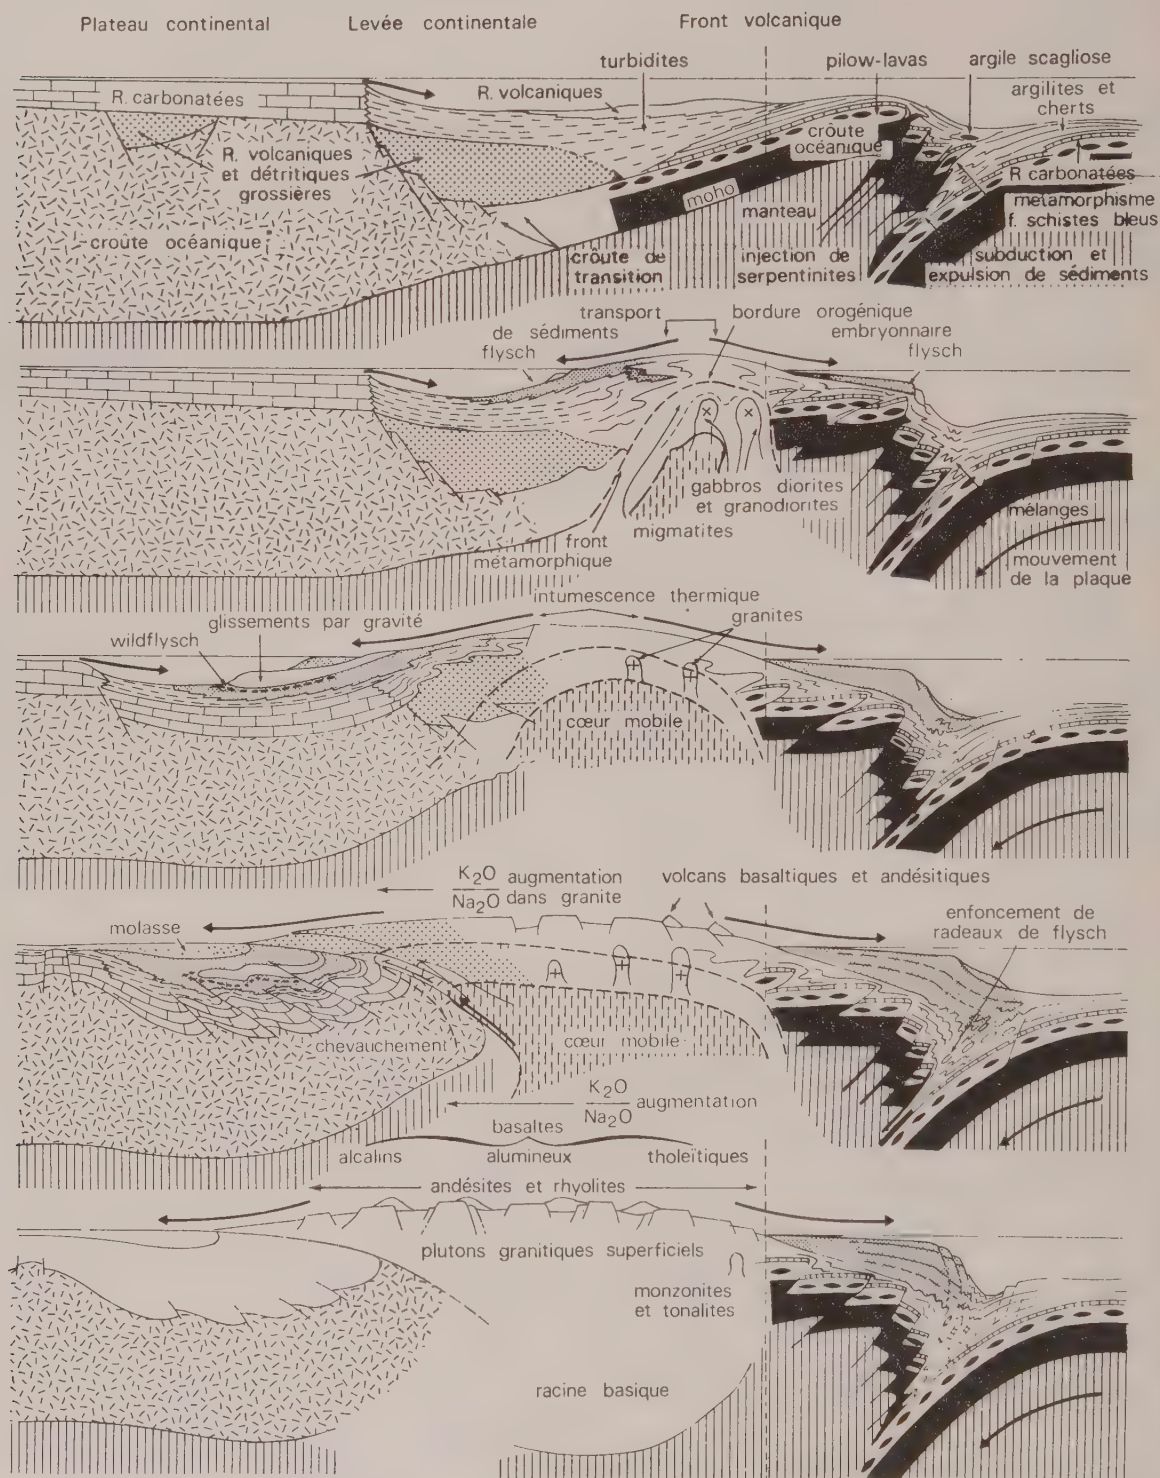 Plateau continental
Levée continentale
Front volcanique
turbidites
pilow-lavas
argile scagliose
R. carbonatées
R. volcaniques
argilites et
cherts
croûte
océanique
R. volcaniques
et détritiques
grossières
R carbonatées
moho
manteau
métamorphisme
f. schistes bleus
croûte océanique
croûte de
transition
injection de
serpentinites
subduction et
expulsion de sédiments
transport
de sédiments
bordure orogénique
embryonnaire
flysch
flysch
gabbros diorites
et granodiorites
migmatites
front
métamorphique
mélanges
mouvement
de la plaque
intumescence thermique
glissements par gravité
granites
wildflysch
cœur mobile
K2O
Na2O
augmentation
dans granite
volcans basaltiques et andésitiques
molasse
enfoncement de
radeaux de flysch
chevauchement
cœur mobile
K2O
Na2O
augmentation
basaltes
alcalins
alumineux
tholeïtiques
andésites et rhyolites
plutons granitiques superficiels
monzonites
et tonalites
racine basique